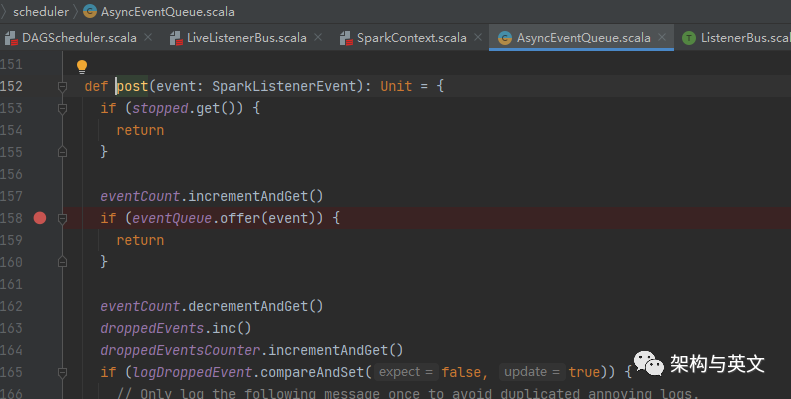 scheduler AsyncEventQueue.scala
DAGScheduler.scala LiveListenerBus.scala SparkContext.scala AsyncEventQueue.scala ListenerBus.scal
151
152 def post(event: SparkListenerEvent): Unit = {
153 if (stopped.get()) {
154 return
155 }
156
157 eventCount.incrementAndGet()
158 if (eventQueue.offer(event)) {
159 return
160 }
161
162 eventCount.decrementAndGet()
163 droppedEvents.inc()
164 droppedEventsCounter.incrementAndGet()
165 if (logDroppedEvent.compareAndSet( expect = false, update = true)) {
166 // Only log the following message once to avoid duplicated annoying logs.
架构与英文